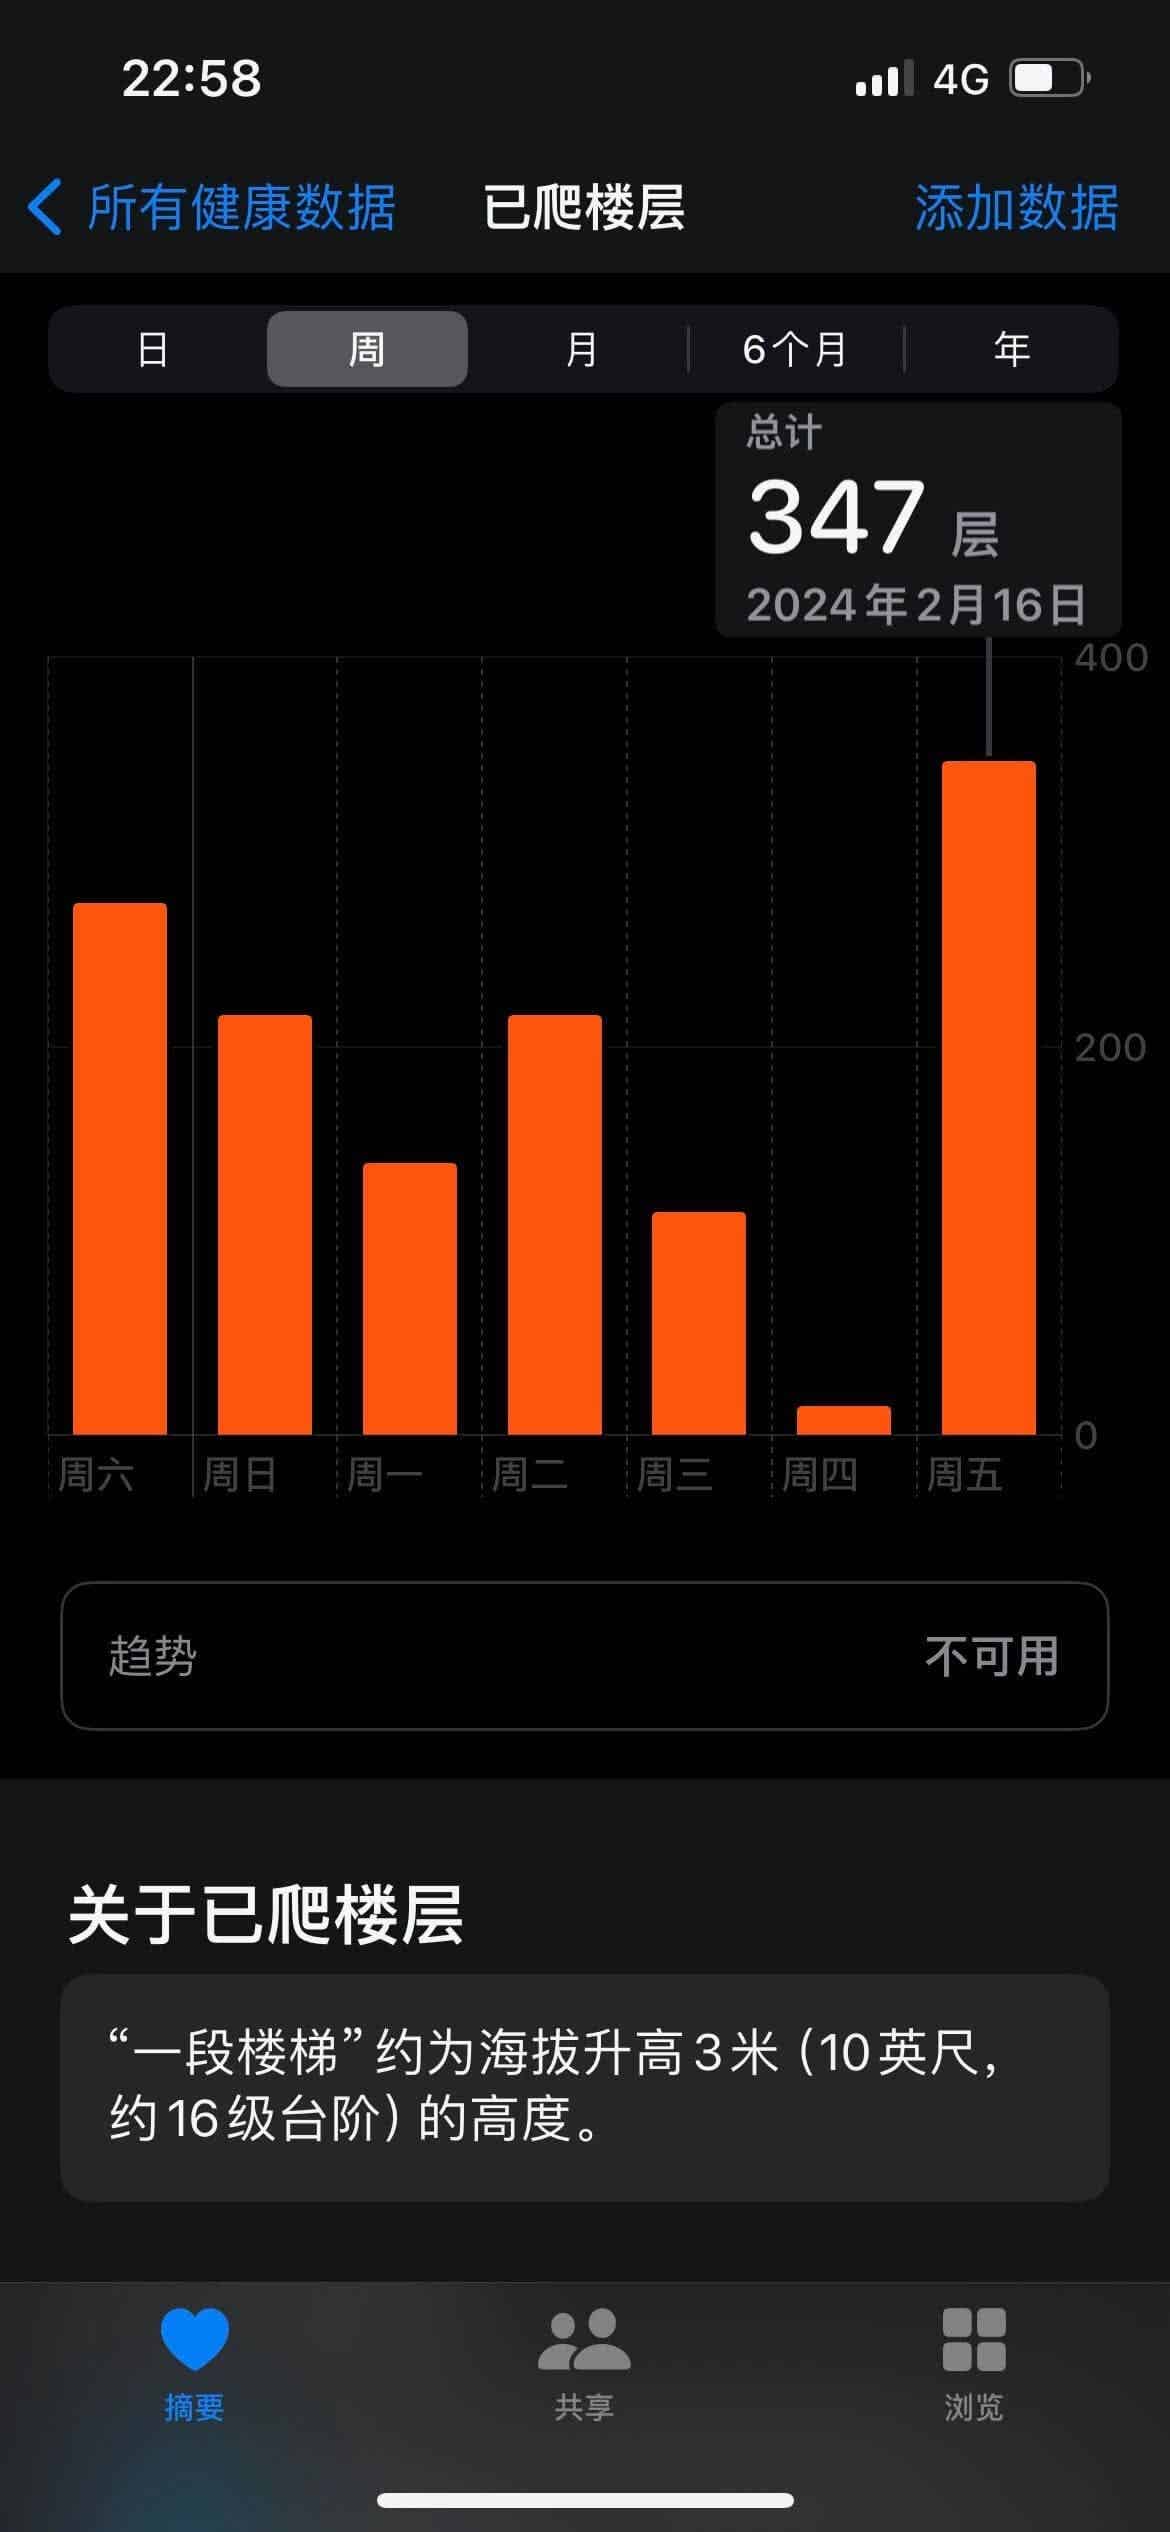 22:58
4G
所有健康数据
已爬楼层
添加数据
日
周
月
6个月
年
总计
347 层
2024年2月16日
400
200
0
周六
周日
周一
周二
周三
周四
周五
趋势
不可用
关于已爬楼层
“一段楼梯”约为海拔升高3米（10英尺，
约16级台阶）的高度。
摘要
共享
浏览